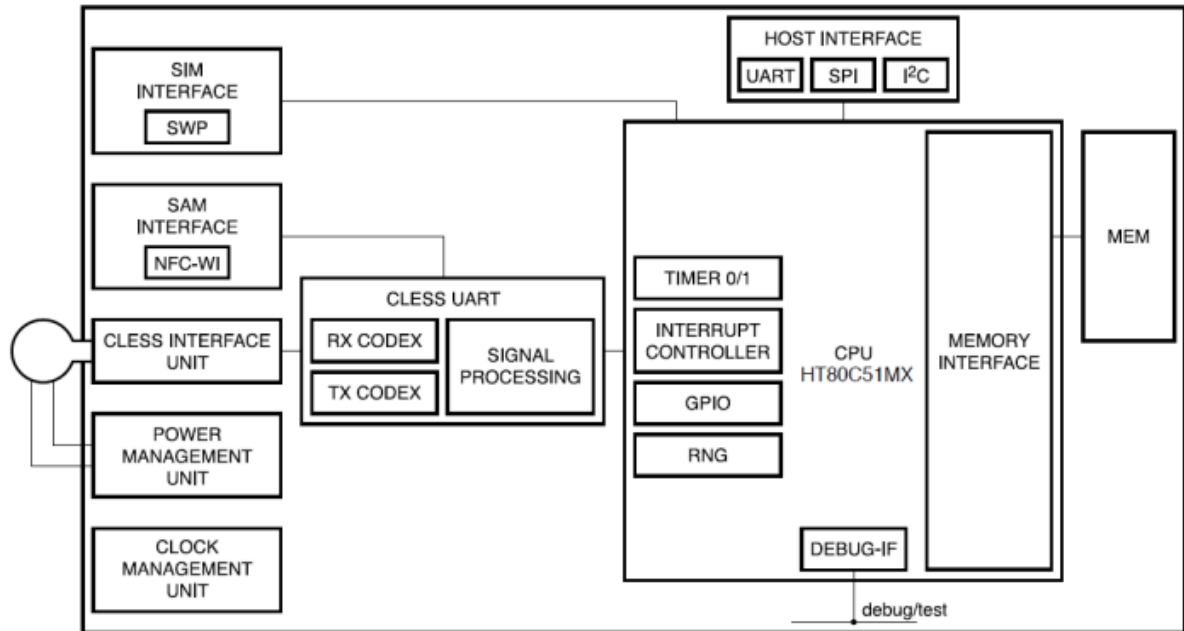 HOST INTERFACE
UART
SPI
I²C
SIM
INTERFACE
SWP
SAM
INTERFACE
NFC-WI
CLESS INTERFACE
UNIT
POWER
MANAGEMENT
UNIT
CLOCK
MANAGEMENT
UNIT
CLESS UART
RX CODEX
TX CODEX
SIGNAL
PROCESSING
TIMER 0/1
INTERRUPT
CONTROLLER
GPIO
RNG
CPU
HT80C51MX
DEBUG-IF
debug/test
MEMORY
INTERFACE
MEM